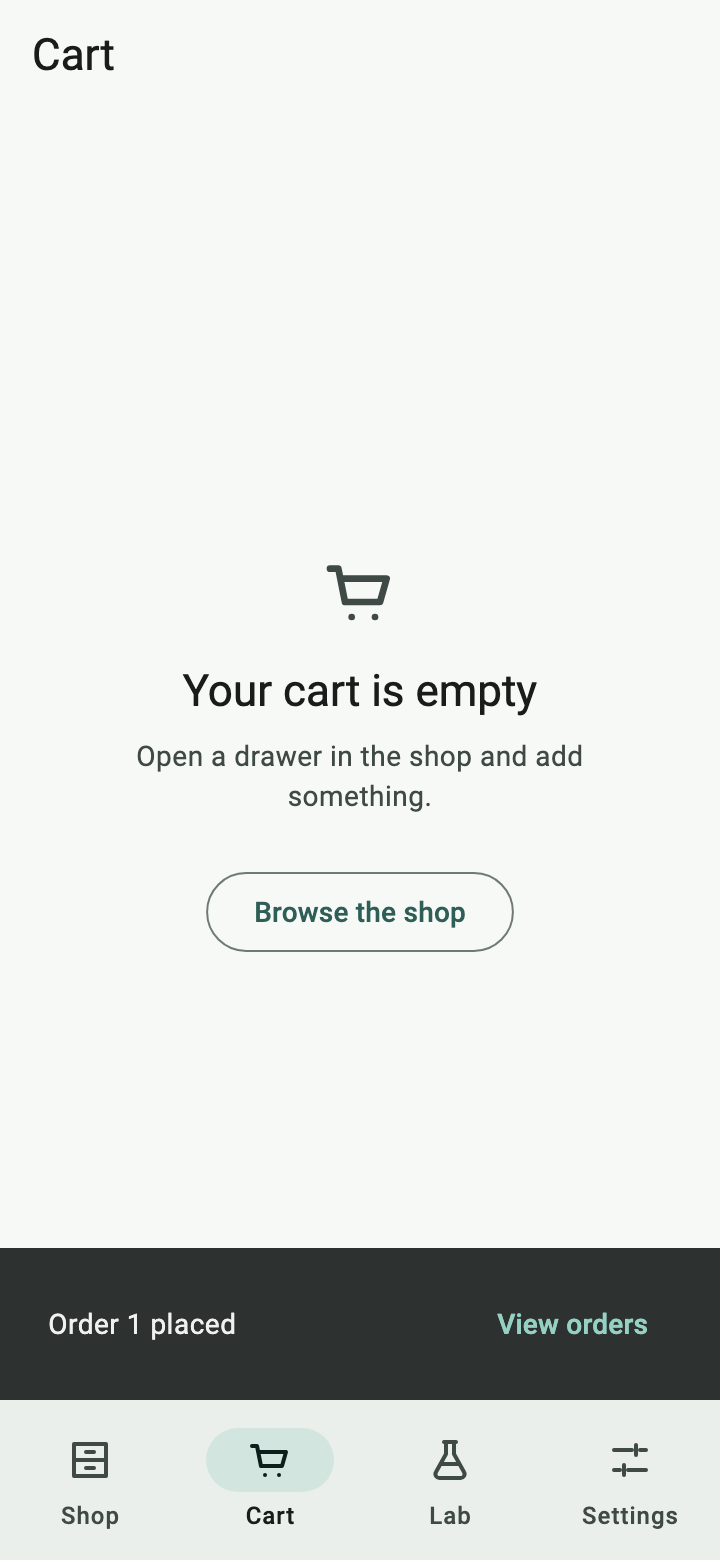 Cart
Your cart is empty
Open a drawer in the shop and add
something.
Browse the shop
Order 1 placed
View orders
Shop
Cart
Lab
Settings